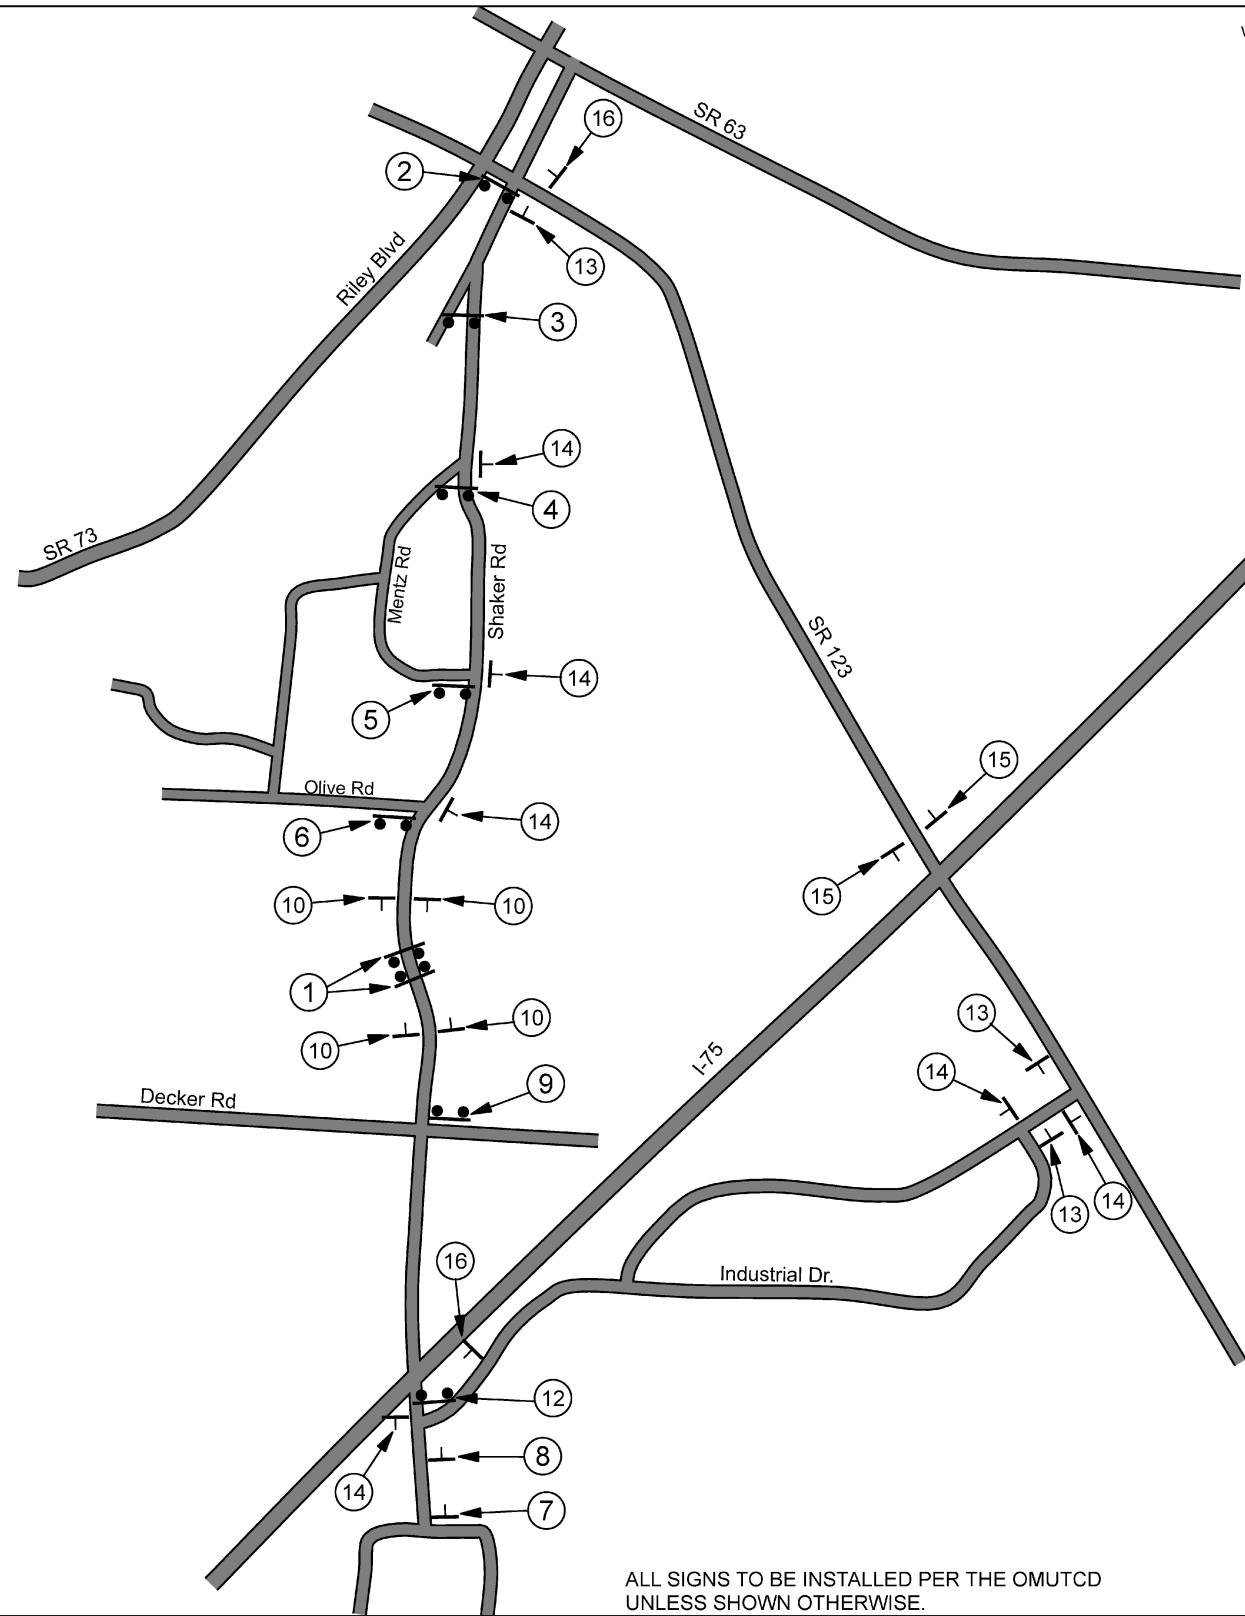 SR 63
16
2
13
Riley Blvd
3
14
4
SR 73
Mentz Rd
Shaker Rd
SR 123
14
5
15
Olive Rd
14
6
15
10
10
1
10
10
13
I-75
14
9
Decker Rd
14
13
16
Industrial Dr.
12
8
14
7
ALL SIGNS TO BE INSTALLED PER THE OMUTCD
UNLESS SHOWN OTHERWISE.